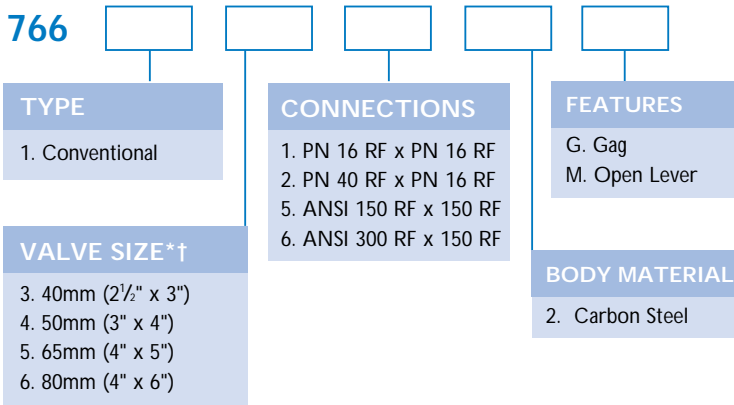 766
TYPE
1. Conventional
VALVE SIZE*†
3. 40mm (2½" x 3")
4. 50mm (3" x 4")
5. 65mm (4" x 5")
6. 80mm (4" x 6")
CONNECTIONS
1. PN 16 RF x PN 16 RF
2. PN 40 RF x PN 16 RF
5. ANSI 150 RF x 150 RF
6. ANSI 300 RF x 150 RF
FEATURES
G. Gag
M. Open Lever
BODY MATERIAL
2. Carbon Steel